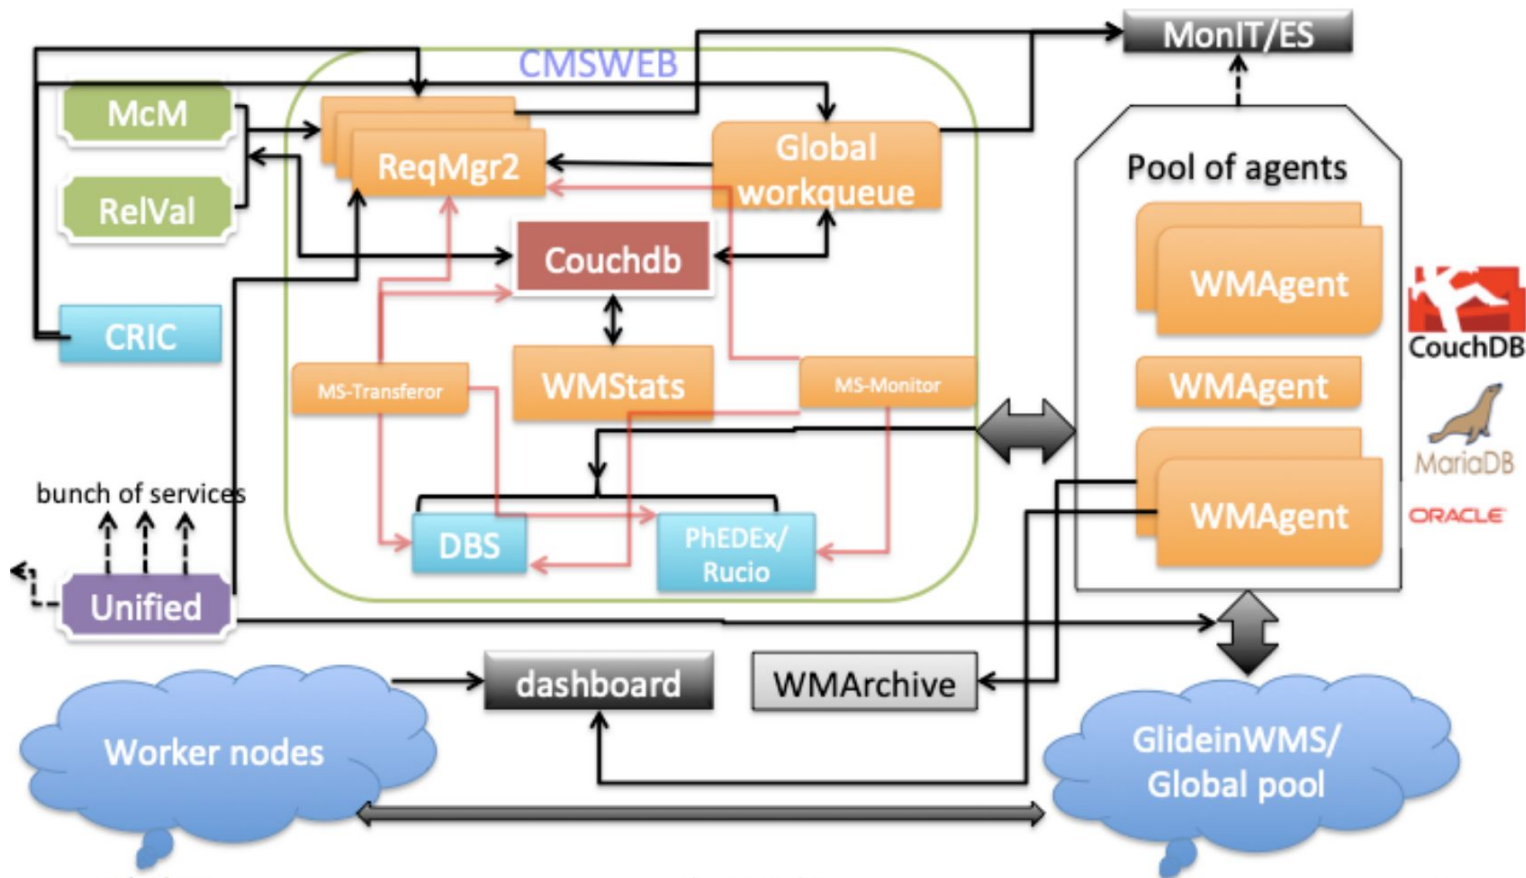 MonIT/ES
CMSWEB
McM
ReqMgr2
Global
workqueue
Pool of agents
RelVal
Couchdb
WMAgent
CRIC
CouchDB
MS-Transferor
WMStats
MS-Monitor
WMAgent
MariaDB
bunch of services
DBS
PhEDEx/
Rucio
WMAgent
ORACLE
Unified
dashboard
WMArchive
Worker nodes
GlideinWMS/
Global pool